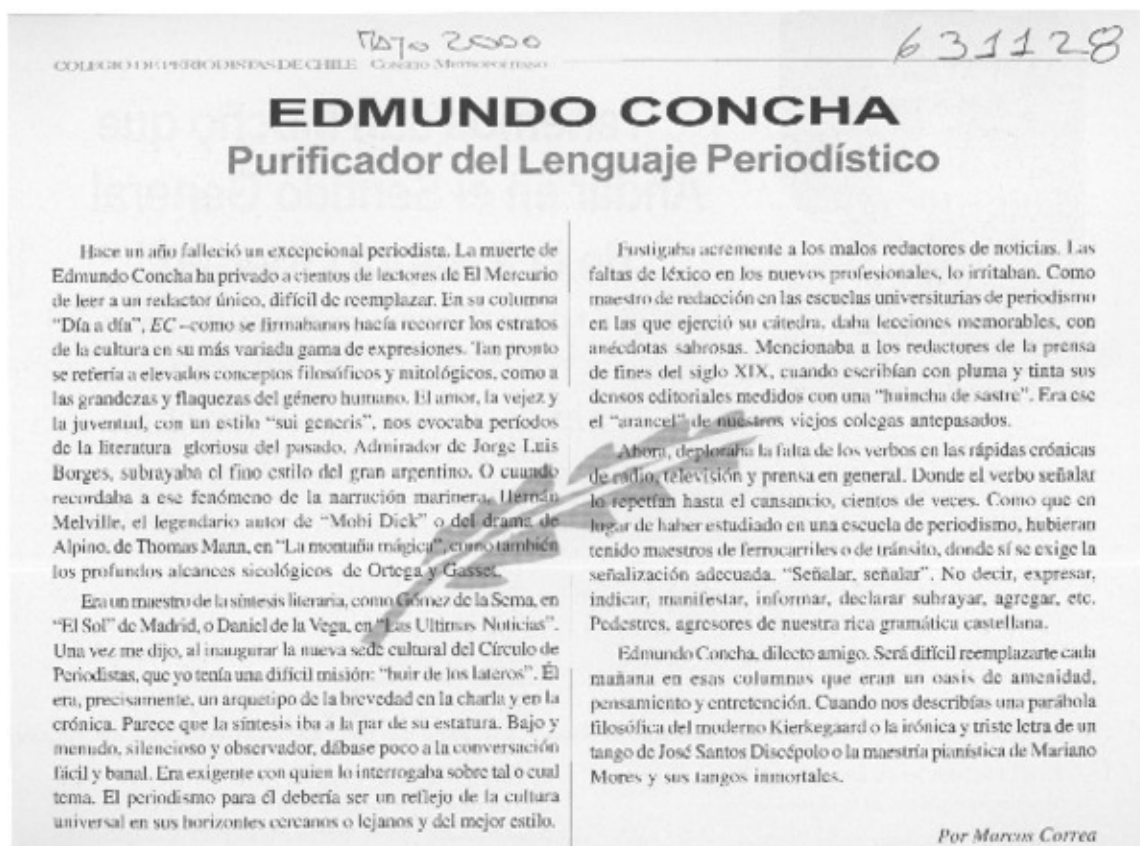 MAYO 2000
631128
COLEGIO DE PERIODISTAS DE CHILE Consejo Metropolitano
EDMUNDO CONCHA
Purificador del Lenguaje Periodístico
Hace un año falleció un excepcional periodista. La muerte de
Edmundo Concha ha privado a cientos de lectores de El Mercurio
de leer a un redactor único, difícil de reemplazar. En su columna
"Día a día", EC –como se firmabanos hacía recorrer los estratos
de la cultura en su más variada gama de expresiones. Tan pronto
se refería a elevados conceptos filosóficos y mitológicos, como a
las grandezas y flaquezas del género humano. El amor, la vejez y
la juventud, con un estilo "sui generis", nos evocaba períodos
de la literatura gloriosa del pasado. Admirador de Jorge Luis
Borges, subrayaba el fino estilo del gran argentino. O cuando
recordaba a ese fenómeno de la narración marinera, Hernán
Melville, el legendario autor de "Mobi Dick" o del drama de
Alpino, de Thomas Mann, en "La montaña mágica", como también
los profundos alcances sicológicos de Ortega y Gasset.
Era un maestro de la síntesis literaria, como Gómez de la Serna, en
"El Sol" de Madrid, o Daniel de la Vega, en "Las Ultimas Noticias".
Una vez me dijo, al inaugurar la nueva sede cultural del Círculo de
Periodistas, que yo tenía una difícil misión: "huir de los lateros". Él
era, precisamente, un arquetipo de la brevedad en la charla y en la
crónica. Parece que la síntesis iba a la par de su estatura. Bajo y
menudo, silencioso y observador, dábase poco a la conversación
fácil y banal. Era exigente con quien lo interrogaba sobre tal o cual
tema. El periodismo para él debería ser un reflejo de la cultura
universal en sus horizontes cercanos o lejanos y del mejor estilo.
Fustigaba acremente a los malos redactores de noticias. Las
faltas de léxico en los nuevos profesionales, lo irritaban. Como
maestro de redacción en las escuelas universitarias de periodismo
en las que ejerció su cátedra, daba lecciones memorables, con
anécdotas sabrosas. Mencionaba a los redactores de la prensa
de fines del siglo XIX, cuando escribían con pluma y tinta sus
densos editoriales medidos con una "huincha de sastre". Era ese
el "arancel" de nuestros viejos colegas antepasados.
Ahora, deploraba la falta de los verbos en las rápidas crónicas
de radio, televisión y prensa en general. Donde el verbo señalar
lo repetían hasta el cansancio, cientos de veces. Como que en
lugar de haber estudiado en una escuela de periodismo, hubieran
tenido maestros de ferrocarriles o de tránsito, donde sí se exige la
señalización adecuada. "Señalar, señalar". No decir, expresar,
indicar, manifestar, informar, declarar subrayar, agregar, etc.
Pedestres, agresores de nuestra rica gramática castellana.
Edmundo Concha, dilecto amigo. Será difícil reemplazarte cada
mañana en esas columnas que eran un oasis de amenidad,
pensamiento y entretención. Cuando nos describías una parábola
filosófica del moderno Kierkegaard o la irónica y triste letra de un
tango de José Santos Discépolo o la maestría pianística de Mariano
Mores y sus tangos inmortales.
Por Marcos Correa